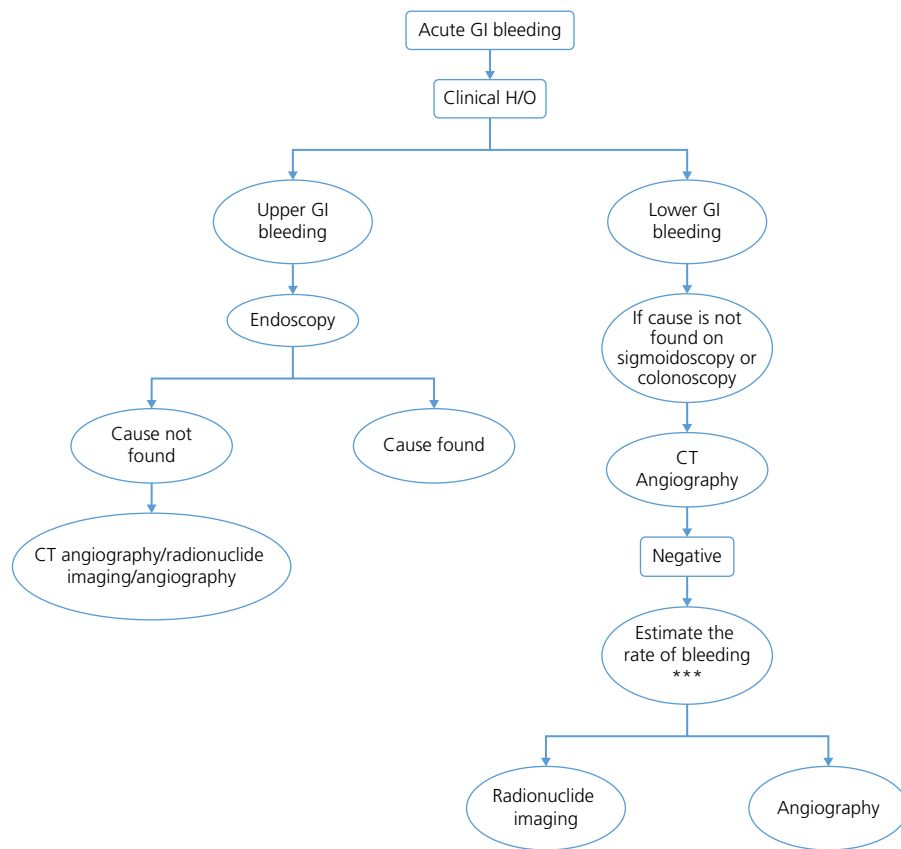 Acute GI bleeding
Clinical H/O
Upper GI
bleeding
Lower GI
bleeding
Endoscopy
If cause is not
found on
sigmoidoscopy or
colonoscopy
Cause not
found
Cause found
CT
Angiography
CT angiography/radionuclide
imaging/angiography
Negative
Estimate the
rate of bleeding
***
Radionuclide
imaging
Angiography